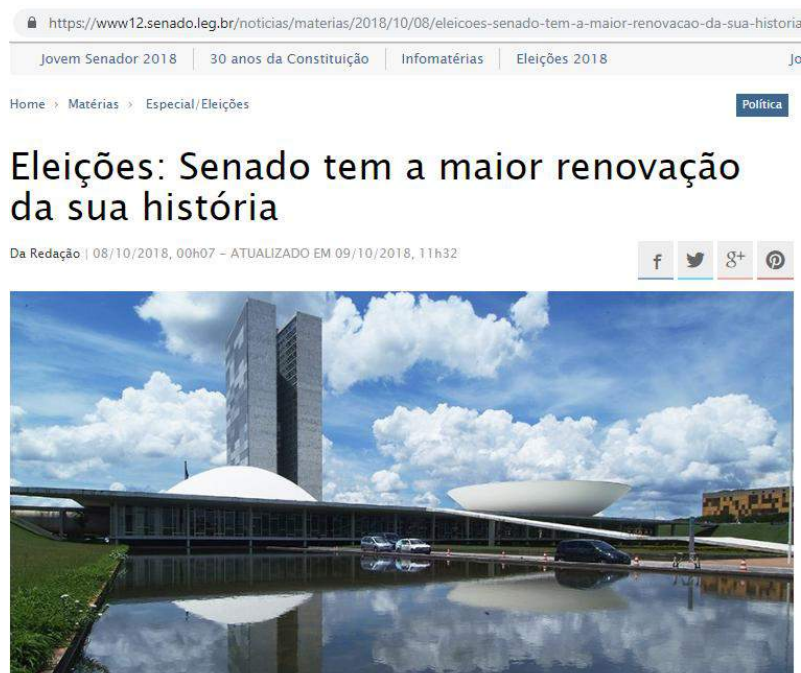 https://www12.senado.leg.br/noticias/materias/2018/10/08/eleicoes-senado-tem-a-maior-renovacao-da-sua-historia
Jovem Senador 2018 30 anos da Constituição Infomatérias Eleições 2018 Jo
Home › Matérias › Especial/Eleições Política
Eleições: Senado tem a maior renovação
da sua história
Da Redação | 08/10/2018, 00h07 - ATUALIZADO EM 09/10/2018, 11h32
f g+